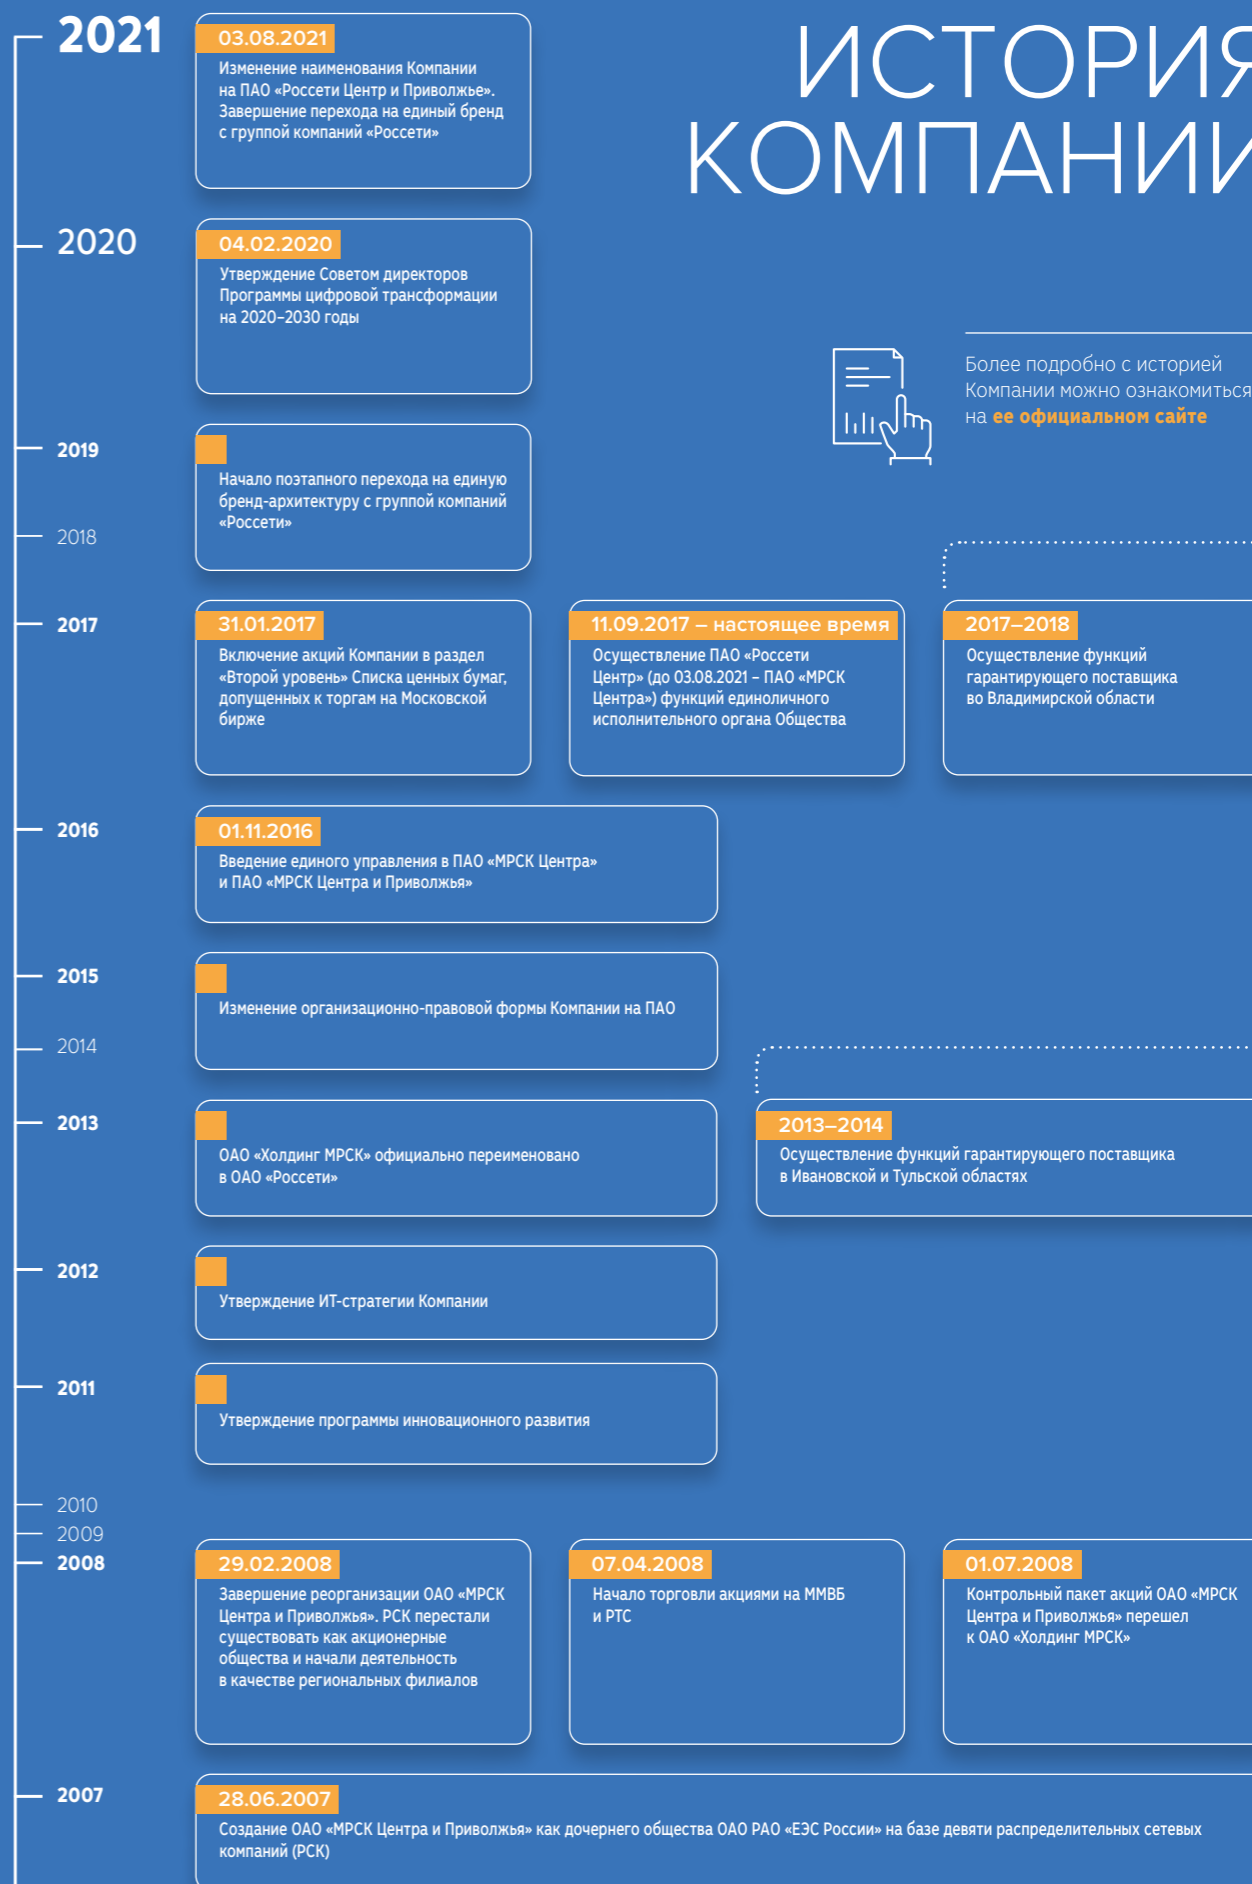 ИСТОРИЯ
КОМПАНИИ
Более подробно с историей
Компании можно ознакомиться
на ее официальном сайте
2021
03.08.2021
Изменение наименования Компании
на ПАО «Россети Центр и Приволжье».
Завершение перехода на единый бренд
с группой компаний «Россети»
2020
04.02.2020
Утверждение Советом директоров
Программы цифровой трансформации
на 2020–2030 годы
2019
Начало поэтапного перехода на единую
бренд-архитектуру с группой компаний
«Россети»
2018
2017
31.01.2017
Включение акций Компании в раздел
«Второй уровень» Списка ценных бумаг,
допущенных к торгам на Московской
бирже
11.09.2017 – настоящее время
Осуществление ПАО «Россети
Центр» (до 03.08.2021 – ПАО «МРСК
Центра») функций единоличного
исполнительного органа Общества
2017–2018
Осуществление функций
гарантирующего поставщика
во Владимирской области
2016
01.11.2016
Введение единого управления в ПАО «МРСК Центра»
и ПАО «МРСК Центра и Приволжья»
2015
Изменение организационно-правовой формы Компании на ПАО
2014
2013
ОАО «Холдинг МРСК» официально переименовано
в ОАО «Россети»
2013–2014
Осуществление функций гарантирующего поставщика
в Ивановской и Тульской областях
2012
Утверждение ИТ-стратегии Компании
2011
Утверждение программы инновационного развития
2010
2009
2008
29.02.2008
Завершение реорганизации ОАО «МРСК
Центра и Приволжья». РСК перестали
существовать как акционерные
общества и начали деятельность
в качестве региональных филиалов
07.04.2008
Начало торговли акциями на ММВБ
и РТС
01.07.2008
Контрольный пакет акций ОАО «МРСК
Центра и Приволжья» перешел
к ОАО «Холдинг МРСК»
2007
28.06.2007
Создание ОАО «МРСК Центра и Приволжья» как дочернего общества ОАО РАО «ЕЭС России» на базе девяти распределительных сетевых
компаний (РСК)